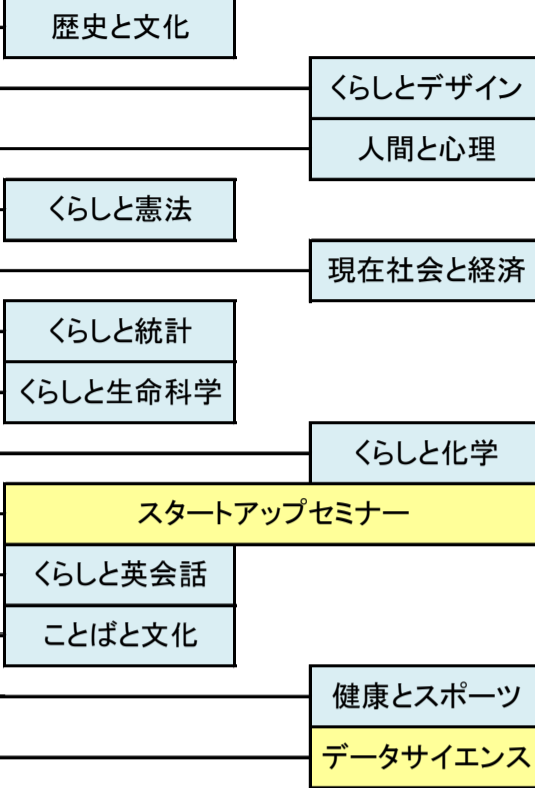 歴史と文化
くらしとデザイン
人間と心理
くらしと憲法
現在社会と経済
くらしと統計
くらしと生命科学
くらしと化学
スタートアップセミナー
くらしと英会話
ことばと文化
健康とスポーツ
データサイエンス